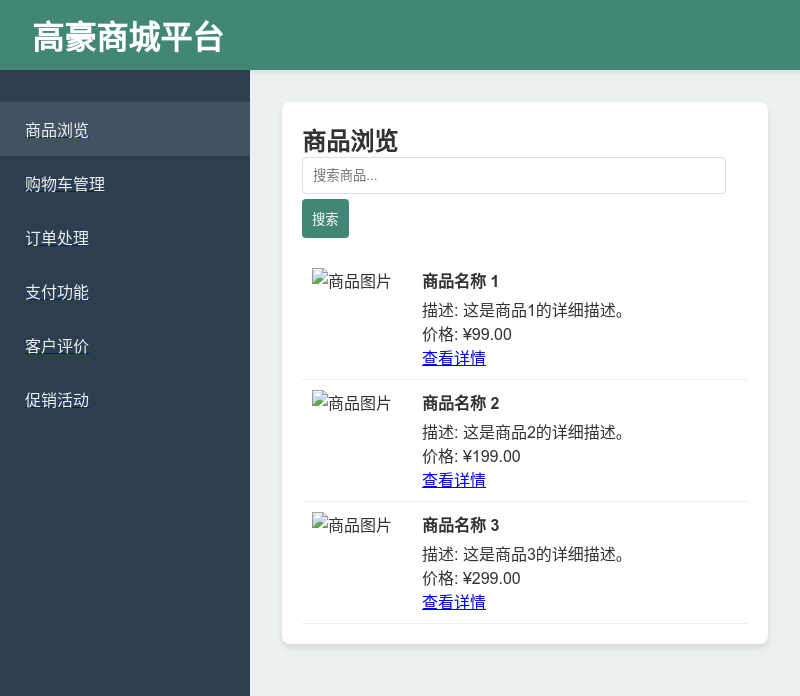 高豪商城平台
商品浏览
购物车管理
订单处理
支付功能
客户评价
促销活动
商品浏览
搜索商品...
搜索
商品图片
商品名称 1
描述: 这是商品1的详细描述。
价格: ¥99.00
查看详情
商品图片
商品名称 2
描述: 这是商品2的详细描述。
价格: ¥199.00
查看详情
商品图片
商品名称 3
描述: 这是商品3的详细描述。
价格: ¥299.00
查看详情